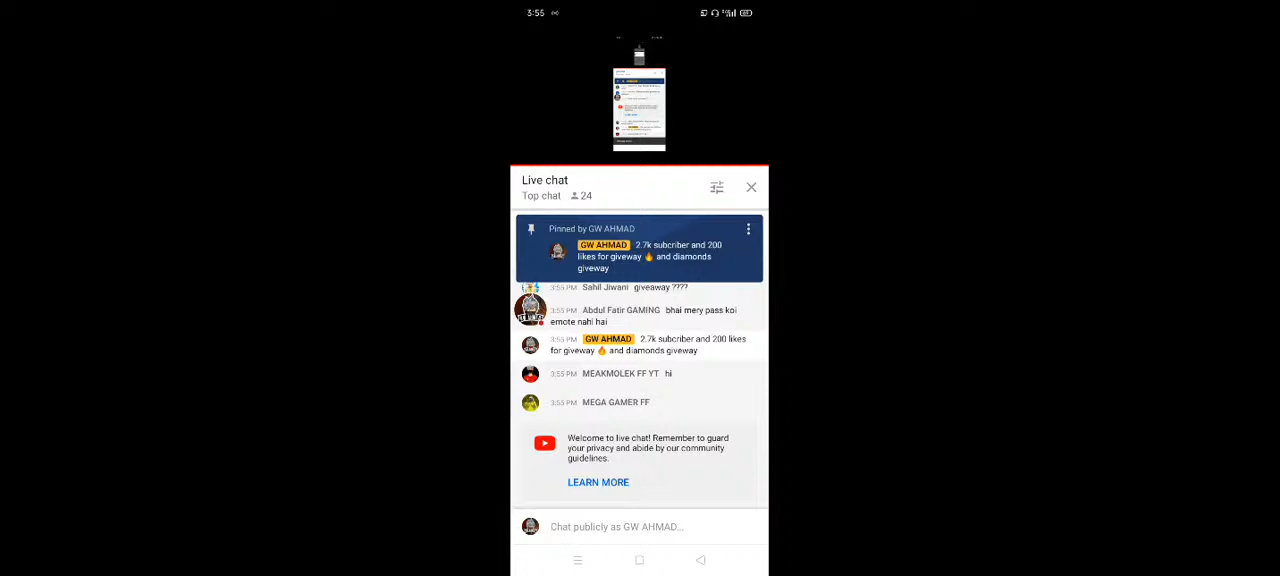 3:55
Live chat
Top chat 24
Pinned by GW AHMAD
GW AHMAD 2.7k subcriber and 200
likes for giveway 🔥 and diamonds
giveway
3:55 PM Sahil Jiwani giveaway ????
3:55 PM Abdul Fatir GAMING bhai mery pass koi
emote nahi hai
3:55 PM GW AHMAD 2.7k subcriber and 200 likes
for giveway 🔥 and diamonds giveway
3:55 PM MEAKMOLEK FF YT hi
3:55 PM MEGA GAMER FF
Welcome to live chat! Remember to guard
your privacy and abide by our community
guidelines.
LEARN MORE
Chat publicly as GW AHMAD...